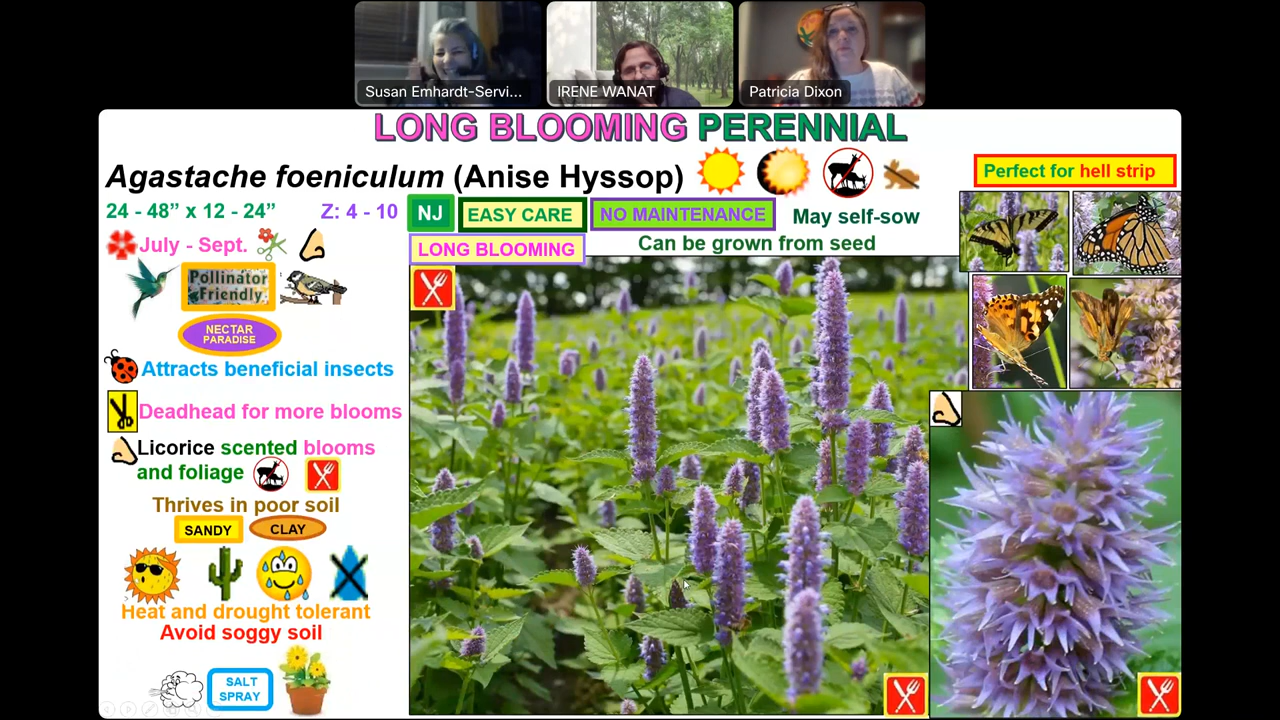 Susan Emhardt-Servi...
IRENE WANAT
Patricia Dixon
LONG BLOOMING PERENNIAL
Agastache foeniculum (Anise Hyssop)
Perfect for hell strip
24 - 48” x 12 - 24”
Z: 4 - 10
NJ
EASY CARE
NO MAINTENANCE
May self-sow
July - Sept.
LONG BLOOMING
Can be grown from seed
Pollinator
Friendly
NECTAR
PARADISE
Attracts beneficial insects
Deadhead for more blooms
Licorice scented blooms
and foliage
Thrives in poor soil
SANDY
CLAY
Heat and drought tolerant
Avoid soggy soil
SALT
SPRAY